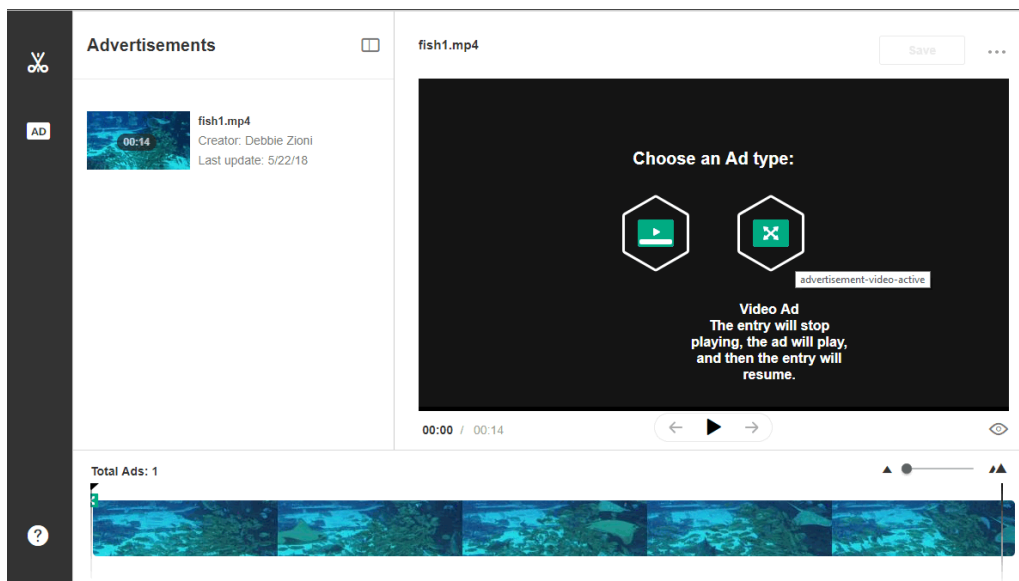 Advertisements
fish1.mp4
Save
AD
00:14
fish1.mp4
Creator: Debbie Zioni
Last update: 5/22/18
Choose an Ad type:
advertisement-video-active
Video Ad
The entry will stop
playing, the ad will play,
and then the entry will
resume.
00:00 / 00:14
Total Ads: 1
?